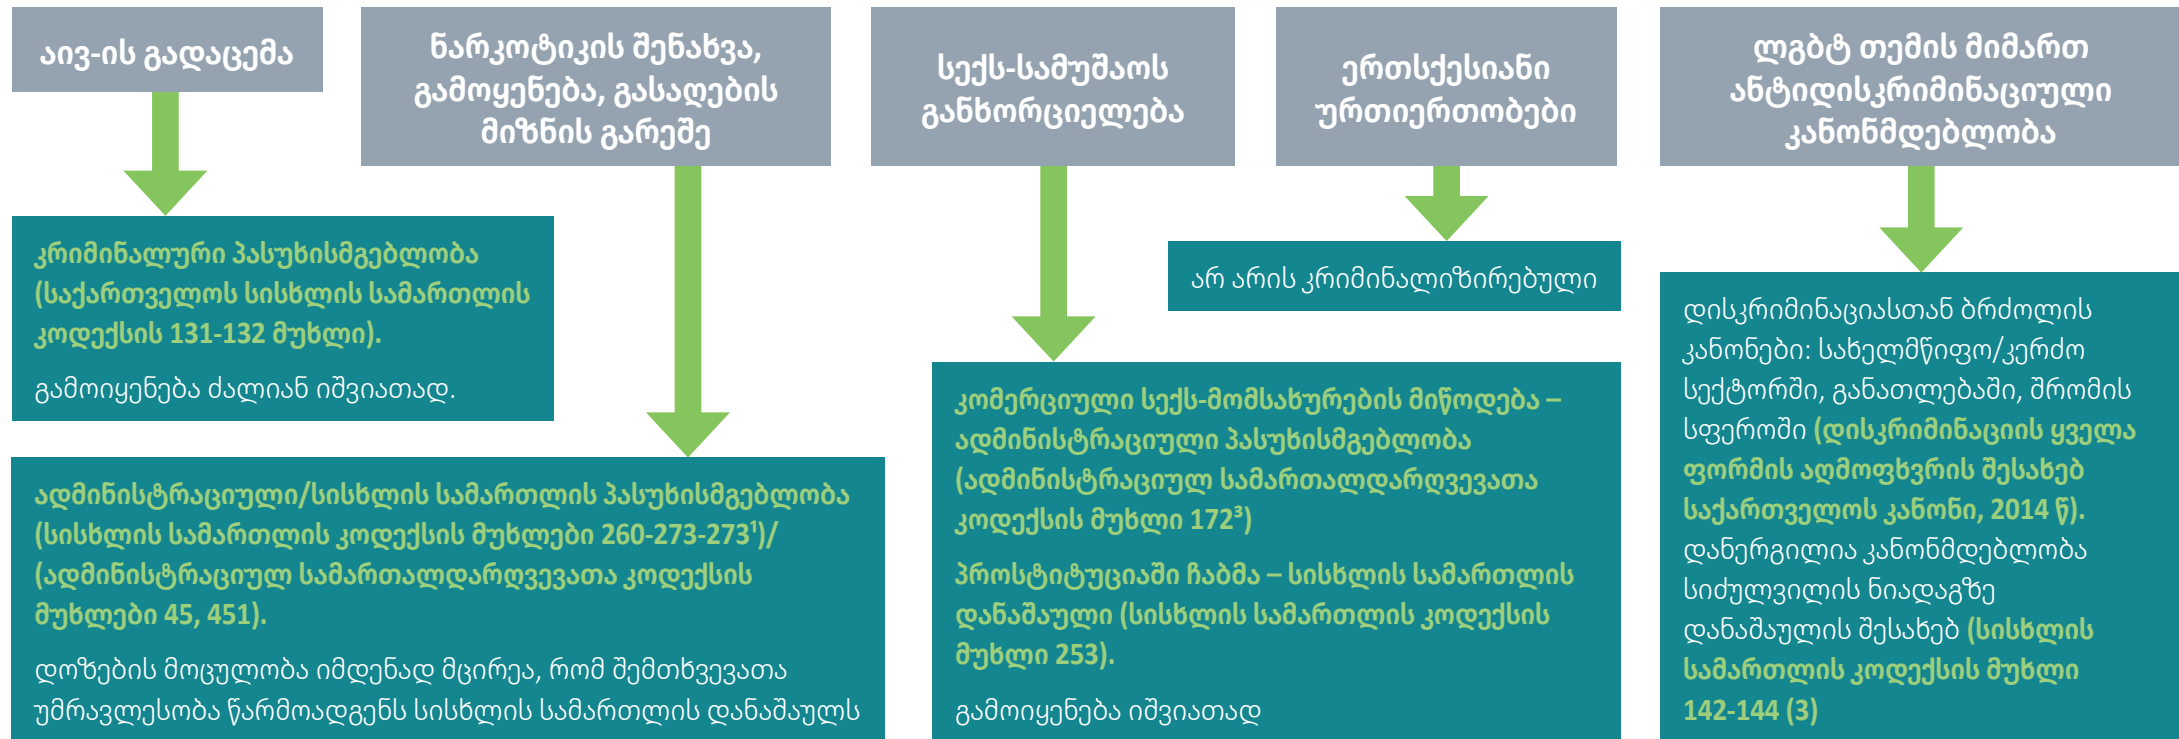 აივ-ის გადაცემა
ნარკოტიკის შენახვა,
გამოყენება, გასაღების
მიზნის გარეშე
სექს-სამუშაოს
განხორციელება
ერთსქესიანი
ურთიერთობები
ლგბტ თემის მიმართ
ანტიდისკრიმინაციული
კანონმდებლობა
კრიმინალური პასუხისმგებლობა
(საქართველოს სისხლის სამართლის
კოდექსის 131-132 მუხლი).
გამოიყენება ძალიან იშვიათად.
ადმინისტრაციული/სისხლის სამართლის პასუხისმგებლობა
(სისხლის სამართლის კოდექსის მუხლები 260-273-273¹)/
(ადმინისტრაციულ სამართალდარღვევათა კოდექსის
მუხლები 45, 451).
დოზების მოცულობა იმდენად მცირეა, რომ შემთხვევათა
უმრავლესობა წარმოადგენს სისხლის სამართლის დანაშაულს
კომერციული სექს-მომსახურების მიწოდება –
ადმინისტრაციული პასუხისმგებლობა
(ადმინისტრაციულ სამართალდარღვევათა
კოდექსის მუხლი 172³)
პროსტიტუციაში ჩაბმა – სისხლის სამართლის
დანაშაული (სისხლის სამართლის კოდექსის
მუხლი 253).
გამოიყენება იშვიათად
არ არის კრიმინალიზირებული
დისკრიმინაციასთან ბრძოლის
კანონები: სახელმწიფო/კერძო
სექტორში, განათლებაში, შრომის
სფეროში (დისკრიმინაციის ყველა
ფორმის აღმოფხვრის შესახებ
საქართველოს კანონი, 2014 წ).
დანერგილია კანონმდებლობა
სიძულვილის ნიადაგზე
დანაშაულის შესახებ (სისხლის
სამართლის კოდექსის მუხლი
142-144 (3)